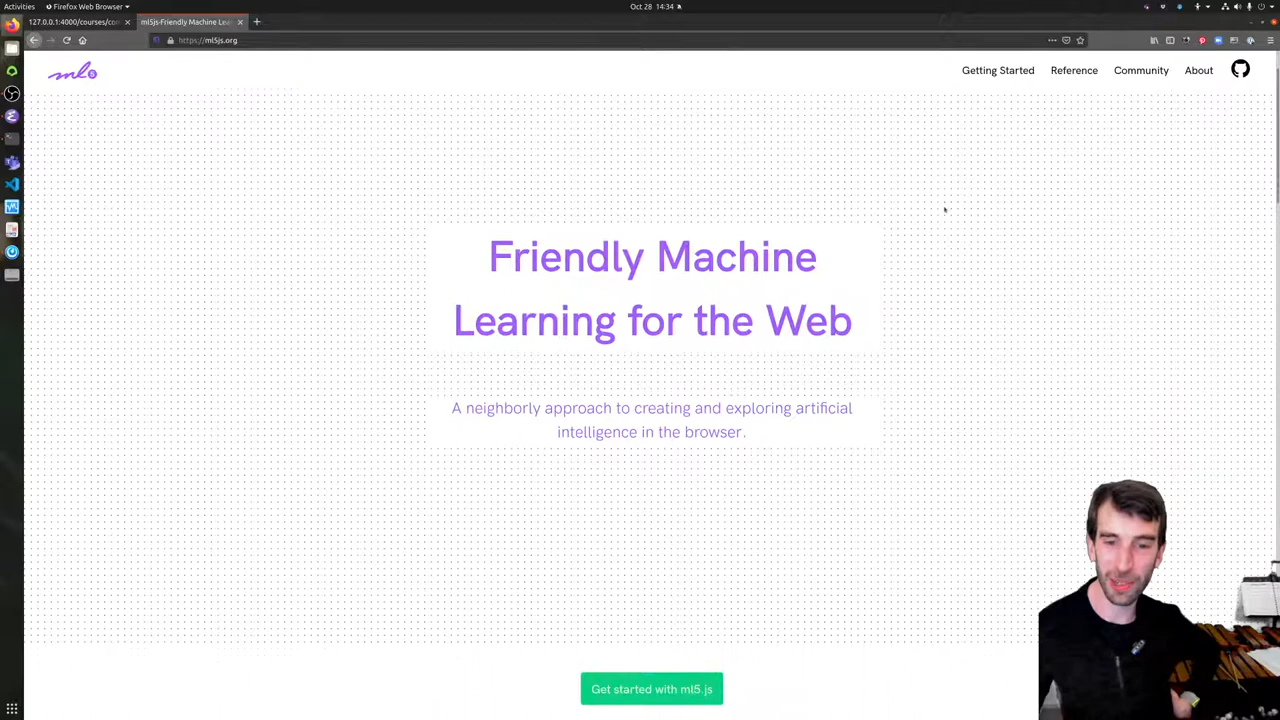 Activities
Firefox Web Browser
Oct 28 14:34
127.0.0.1:4000/courses/co
ml5js·Friendly Machine Lea
https://ml5js.org
ml5
Getting Started
Reference
Community
About
Friendly Machine
Learning for the Web
A neighborly approach to creating and exploring artificial
intelligence in the browser.
Get started with ml5.js